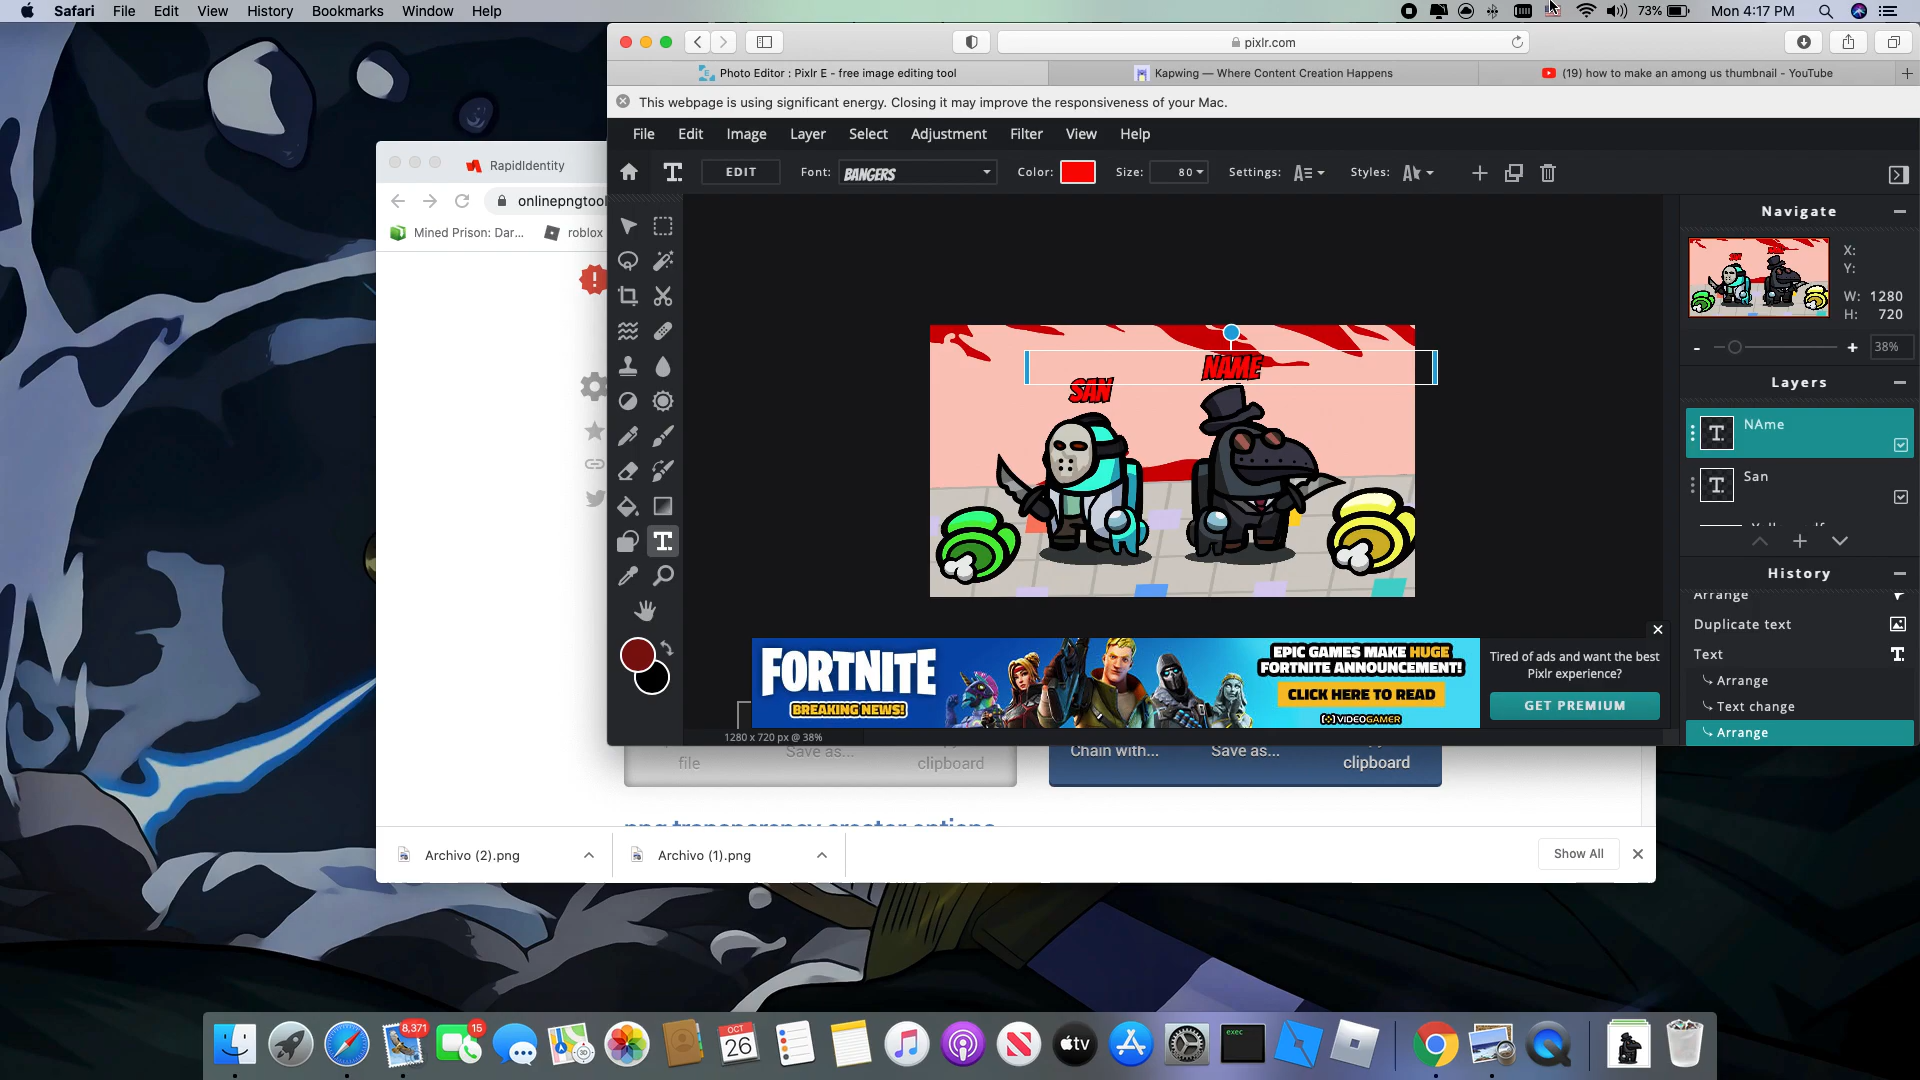 Safari File Edit View History Bookmarks Window Help
73% Mon 4:17 PM
pixlr.com
Photo Editor : Pixlr E - free image editing tool
Kapwing — Where Content Creation Happens
(19) how to make an among us thumbnail - YouTube
This webpage is using significant energy. Closing it may improve the responsiveness of your Mac.
File Edit Image Layer Select Adjustment Filter View Help
EDIT Font: BANGERS Color: Size: 80 Settings: Styles:
RapidIdentity
onlinepngtool
Mined Prison: Dar... roblox
Navigate
X:
Y:
W: 1280
H: 720
38%
Layers
NAme
San
History
Arrange
Duplicate text
Text
Arrange
Text change
Arrange
NAME
SAN
FORTNITE
BREAKING NEWS!
EPIC GAMES MAKE HUGE
FORTNITE ANNOUNCEMENT!
CLICK HERE TO READ
VIDEOGAMER
Tired of ads and want the best
Pixlr experience?
GET PREMIUM
1280 x 720 px @ 38%
file Save as... clipboard
Chain with... Save as... clipboard
png transparency creator options
Archivo (2).png
Archivo (1).png
Show All
8,371
15
OCT
26
3D
tv
exec